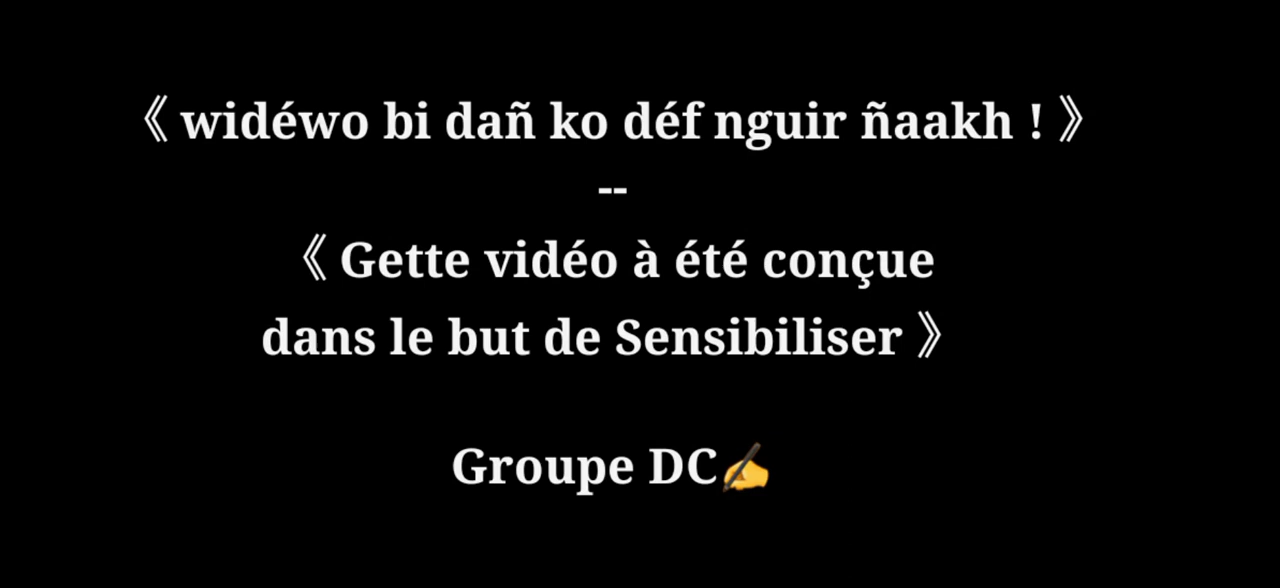 《 widéwo bi dañ ko déf nguir ñaakh ! 》
--
《 Gette vidéo à été conçue
dans le but de Sensibiliser 》
Groupe DC✍️